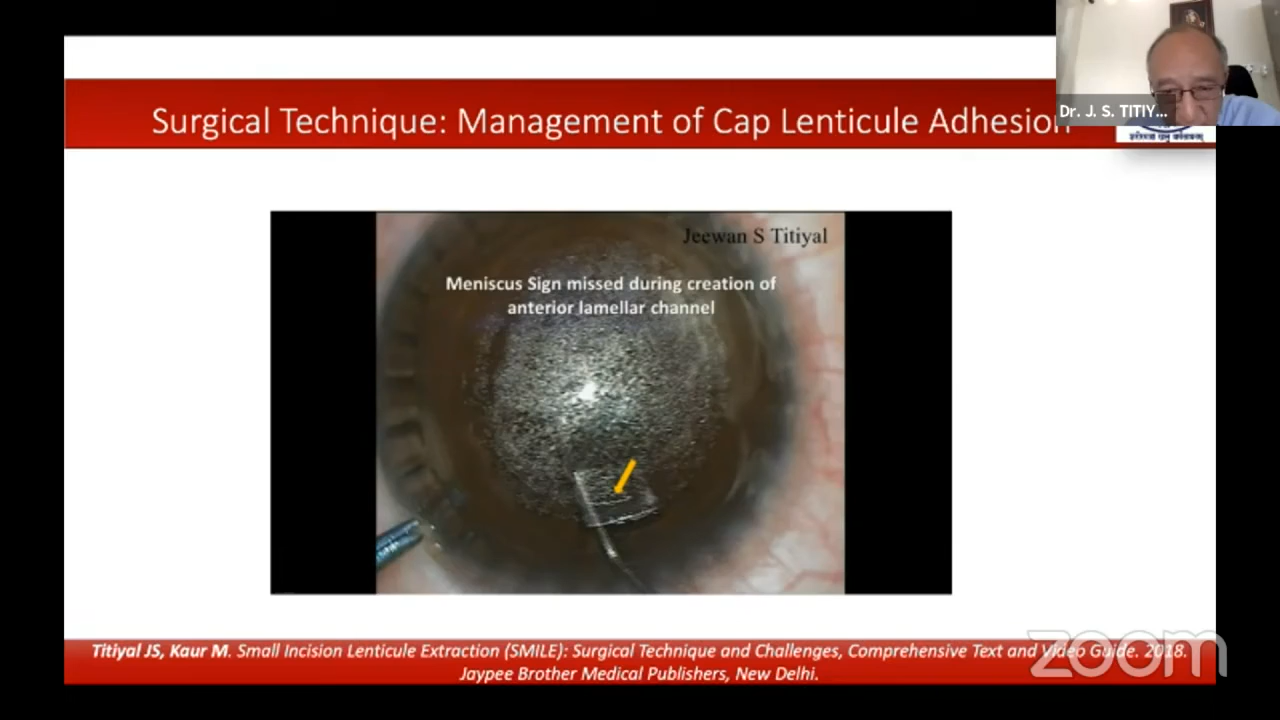 Surgical Technique: Management of Cap Lenticule Adhesion
Dr. J. S. TITIY...
Jeewan S Titiyal
Meniscus Sign missed during creation of
anterior lamellar channel
Titiyal JS, Kaur M. Small Incision Lenticule Extraction (SMILE): Surgical Technique and Challenges, Comprehensive Text and Video Guide. 2018.
Jaypee Brother Medical Publishers, New Delhi.
zoom